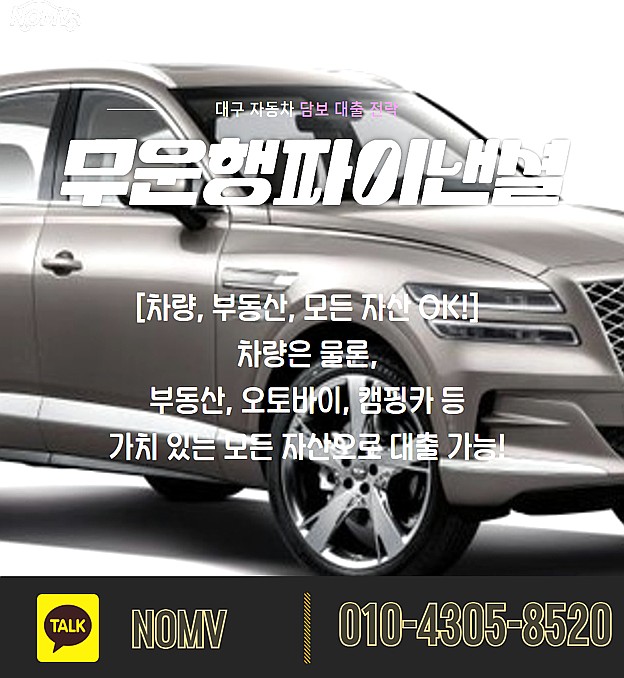 대구 자동차 담보 대출 전략
무운행파이낸셜
[차량, 부동산, 모든 자산 OK!]
차량은 물론,
부동산, 오토바이, 캠핑카 등
가치 있는 모든 자산으로 대출 가능!
TALK NOMV 010-4305-8520